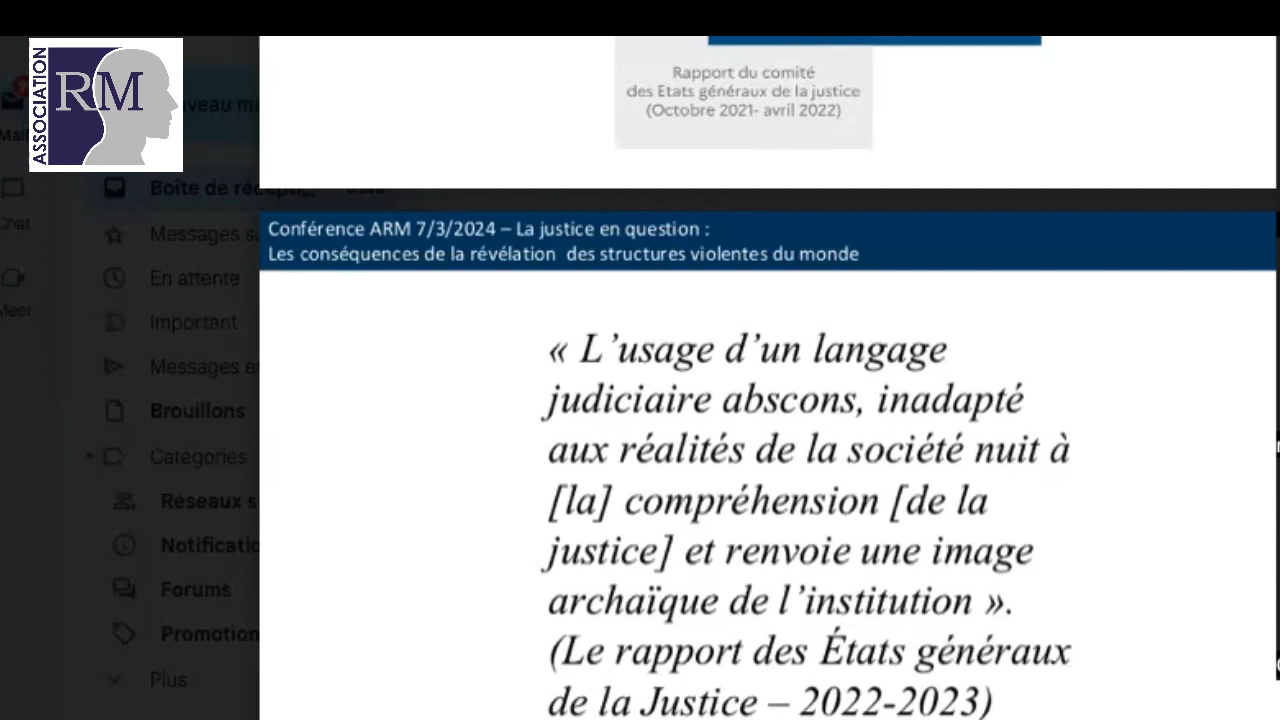 ASSOCIATION
RM
Rapport du comité
des Etats généraux de la justice
(Octobre 2021- avril 2022)
Conférence ARM 7/3/2024 – La justice en question :
Les conséquences de la révélation des structures violentes du monde
« L’usage d’un langage
judiciaire abscons, inadapté
aux réalités de la société nuit à
[la] compréhension [de la
justice] et renvoie une image
archaïque de l’institution ».
(Le rapport des États généraux
de la Justice – 2022-2023)
Chat
Boîte de
Messages
En attente
Important
Messages
Brouillons
Catégories
Réseaux
Forums
Plus